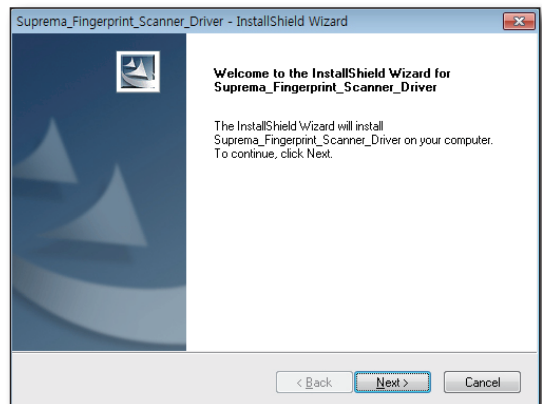 Suprema_Fingerprint_Scanner_Driver - InstallShield Wizard
Welcome to the InstallShield Wizard for
Suprema_Fingerprint_Scanner_Driver
The InstallShield Wizard will install
Suprema_Fingerprint_Scanner_Driver on your computer.
To continue, click Next.
< Back Next > Cancel